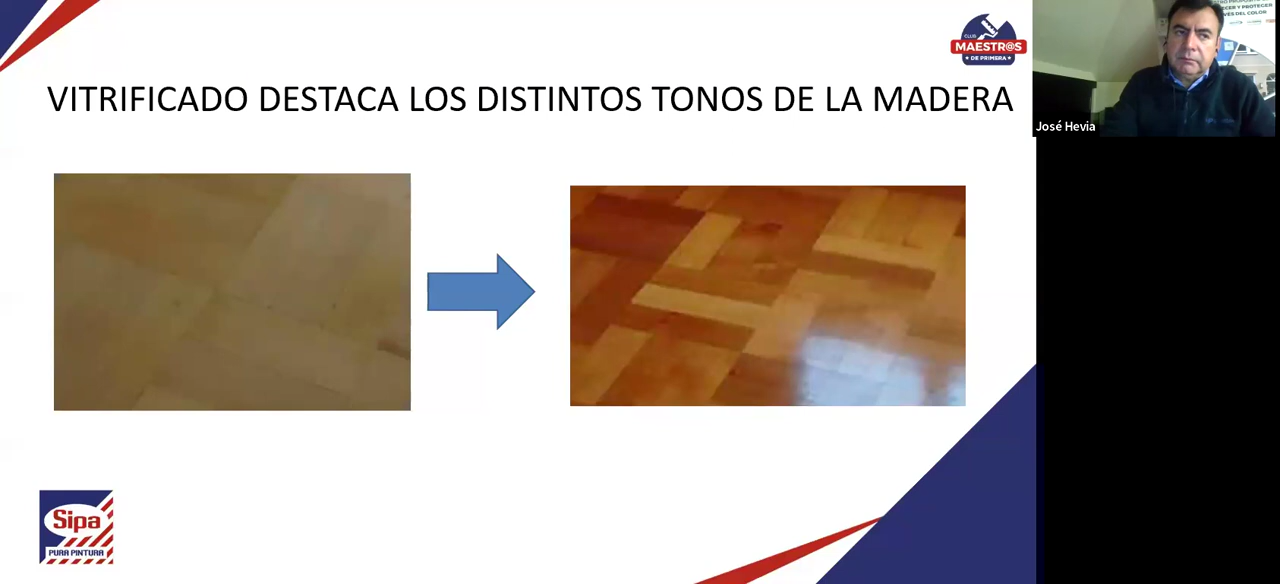 CLUB
MAESTR@S
DE PRIMERA
VITRIFICADO DESTACA LOS DISTINTOS TONOS DE LA MADERA
José Hevia
Sipa
PURA PINTURA